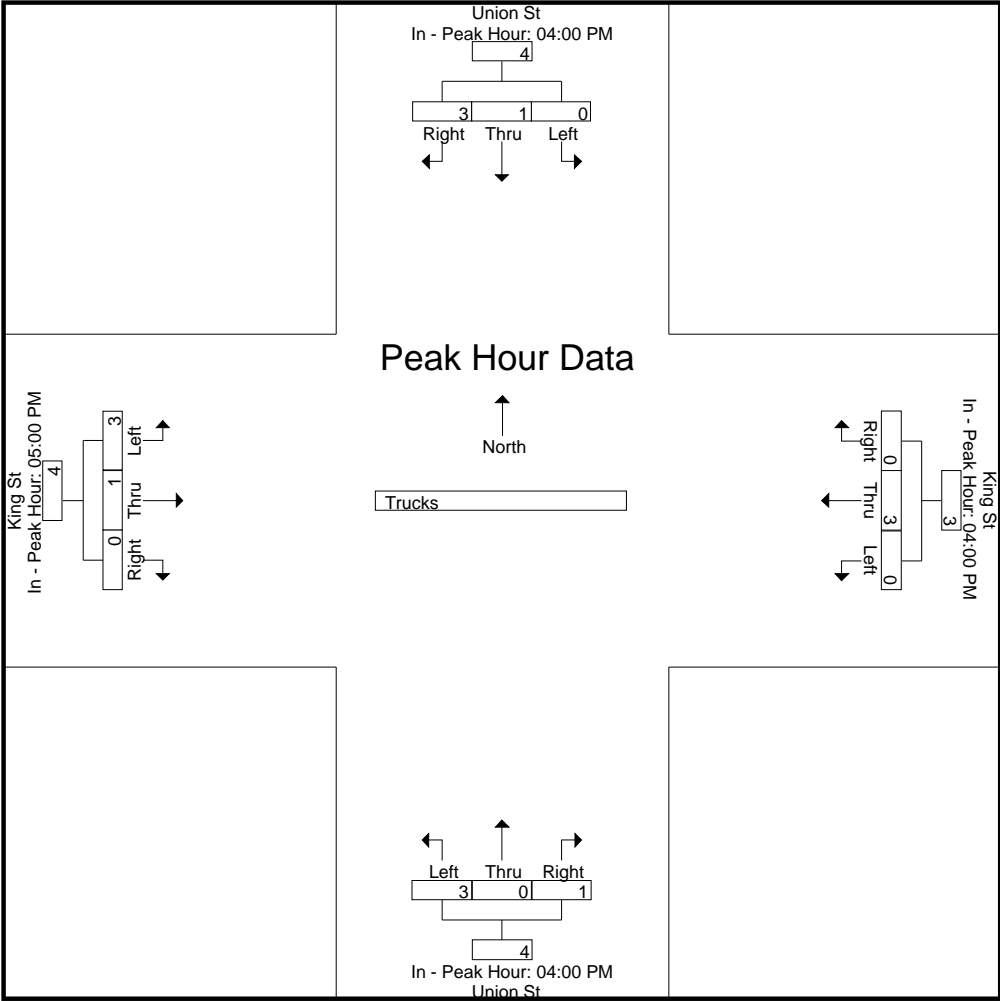 Union St
In - Peak Hour: 04:00 PM
4
3 1 0
Right Thru Left
Peak Hour Data
North
Trucks
King St
In - Peak Hour: 05:00 PM
4
3 1 0
Left Thru Right
King St
In - Peak Hour: 04:00 PM
3
0 3 0
Right Thru Left
Left Thru Right
3 0 1
4
In - Peak Hour: 04:00 PM
Union St